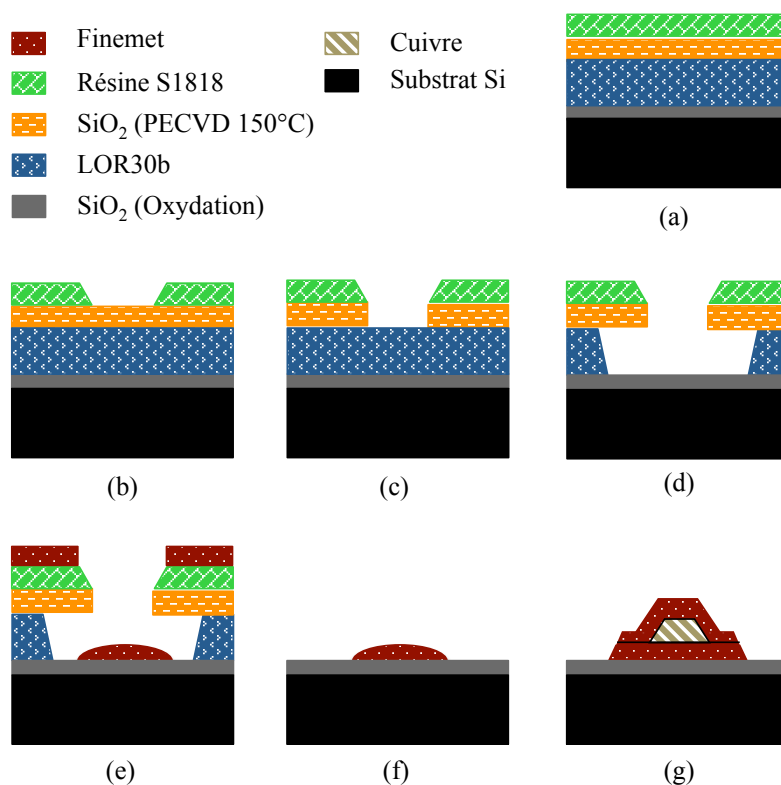 Finemet
Résine S1818
SiO₂ (PECVD 150°C)
LOR30b
SiO₂ (Oxydation)
Cuivre
Substrat Si
(a)
(b)
(c)
(d)
(e)
(f)
(g)